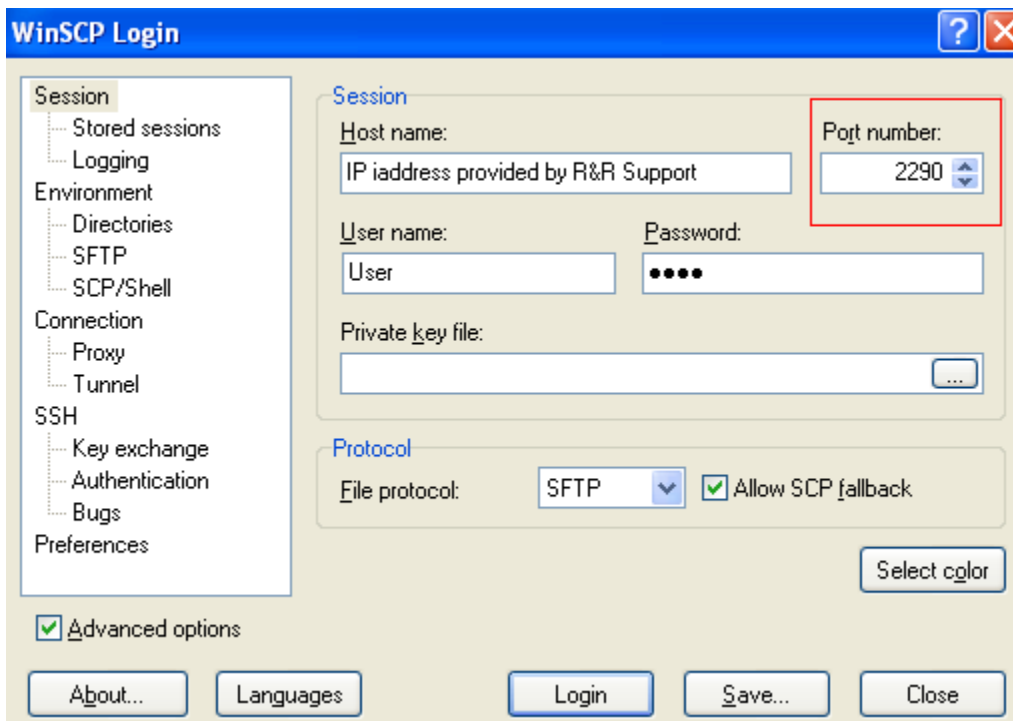 WinSCP Login
Session
Stored sessions
Logging
Environment
Directories
SFTP
SCP/Shell
Connection
Proxy
Tunnel
SSH
Key exchange
Authentication
Bugs
Preferences
Advanced options
Session
Host name:
Port number:
IP iaddress provided by R&R Support
2290
User name:
Password:
User
••••
Private key file:
...
Protocol
File protocol:
SFTP
Allow SCP fallback
Select color
About...
Languages
Login
Save...
Close